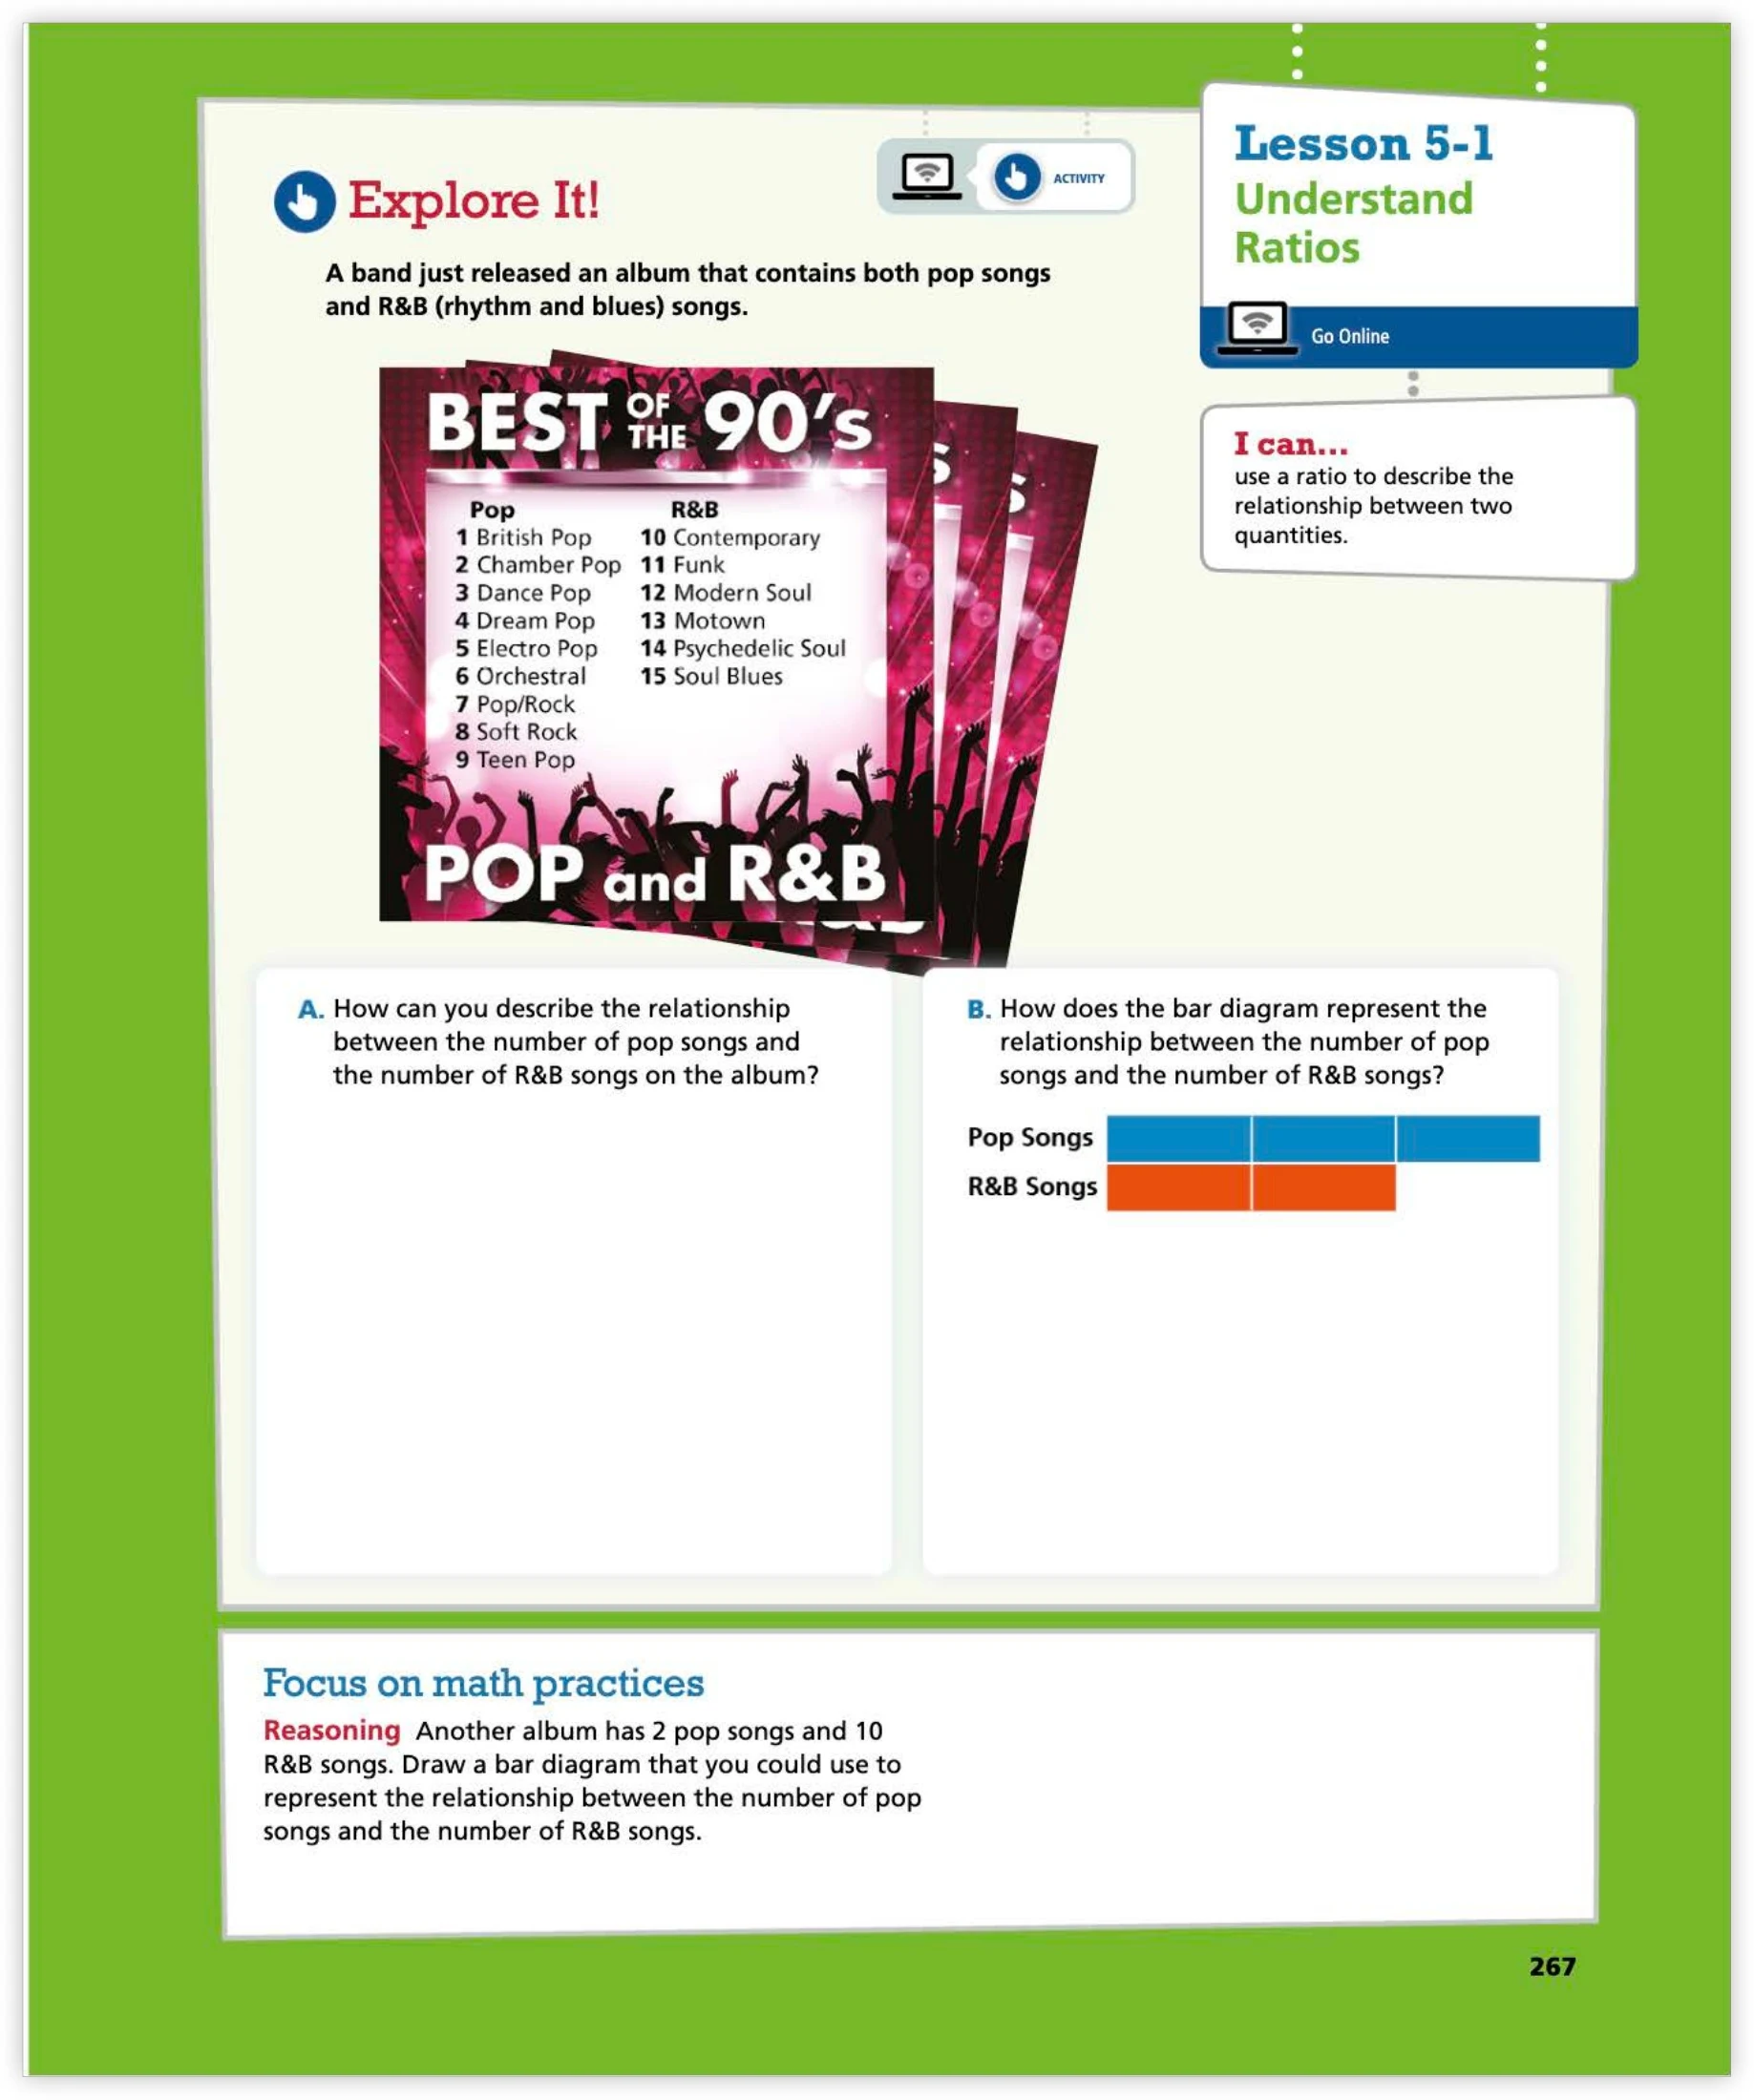 Lesson 5-1
Understand
Ratios
Go Online
I can...
use a ratio to describe the
relationship between two
quantities.
Explore It!
ACTIVITY
A band just released an album that contains both pop songs
and R&B (rhythm and blues) songs.
BEST OF THE 90's
Pop R&B
1 British Pop 10 Contemporary
2 Chamber Pop 11 Funk
3 Dance Pop 12 Modern Soul
4 Dream Pop 13 Motown
5 Electro Pop 14 Psychedelic Soul
6 Orchestral 15 Soul Blues
7 Pop/Rock
8 Soft Rock
9 Teen Pop
POP and R&B
A. How can you describe the relationship
between the number of pop songs and
the number of R&B songs on the album?
B. How does the bar diagram represent the
relationship between the number of pop
songs and the number of R&B songs?
Pop Songs
R&B Songs
Focus on math practices
Reasoning Another album has 2 pop songs and 10
R&B songs. Draw a bar diagram that you could use to
represent the relationship between the number of pop
songs and the number of R&B songs.
267